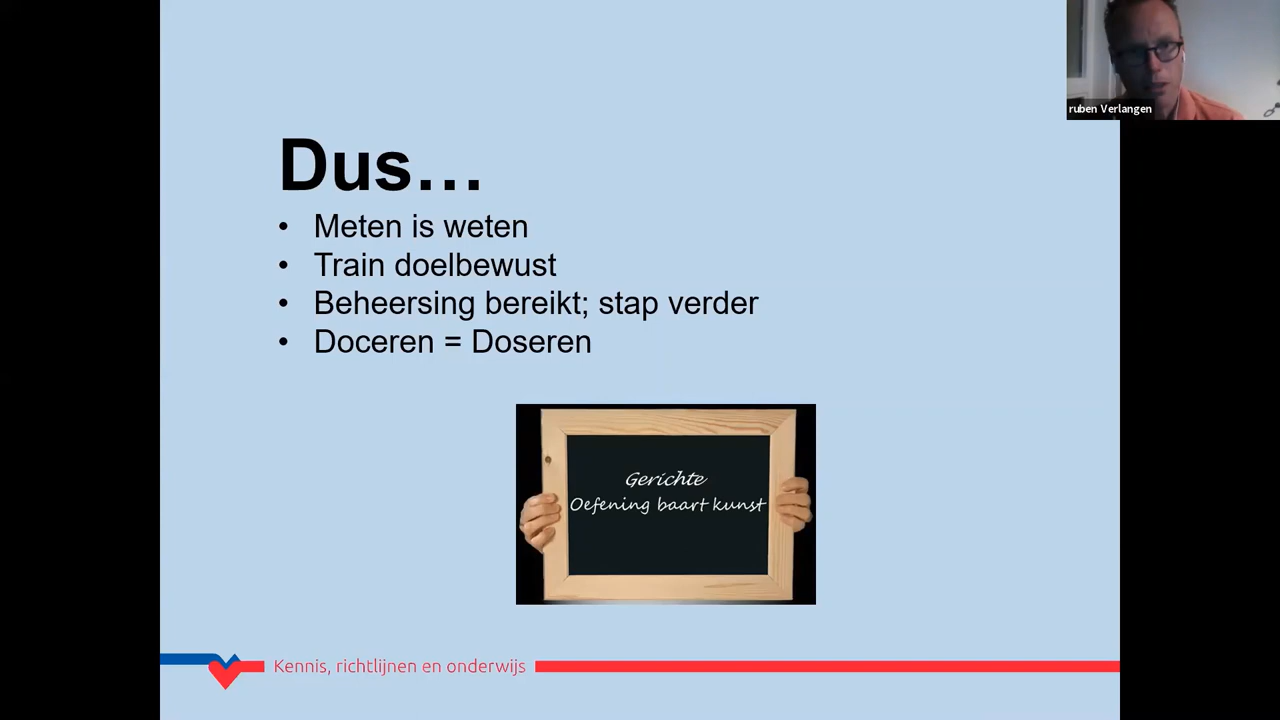 ruben Verlangen
Dus…
• Meten is weten
• Train doelbewust
• Beheersing bereikt; stap verder
• Doceren = Doseren
Gerichte
Oefening baart kunst
Kennis, richtlijnen en onderwijs